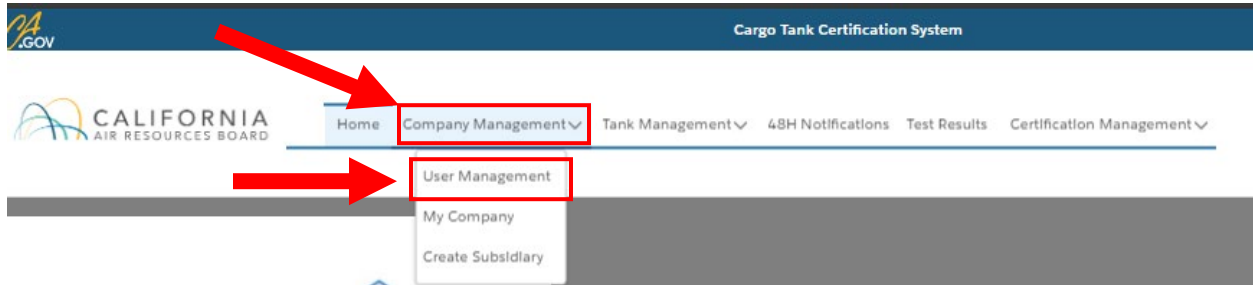 CA
.GOV
Cargo Tank Certification System
CALIFORNIA
AIR RESOURCES BOARD
Home Company Management Tank Management 48H Notifications Test Results Certification Management
User Management
My Company
Create Subsidiary